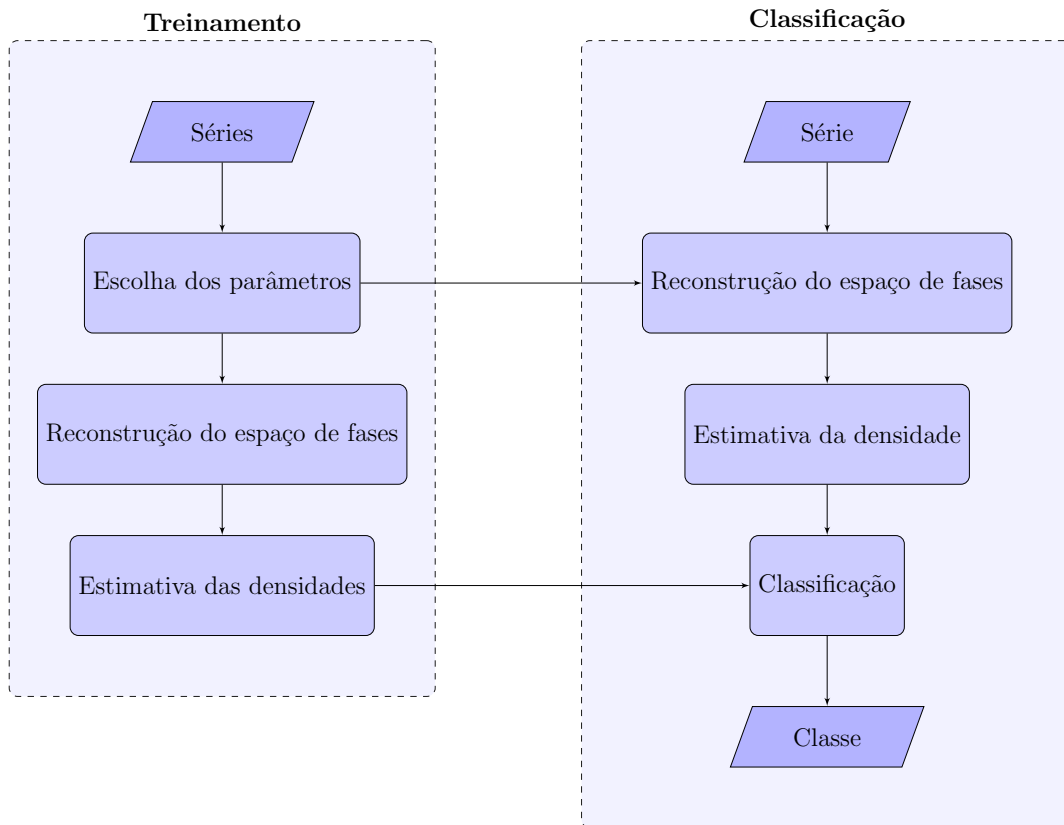 Treinamento
Séries
Escolha dos parâmetros
Reconstrução do espaço de fases
Estimativa das densidades
Classificação
Série
Reconstrução do espaço de fases
Estimativa da densidade
Classificação
Classe